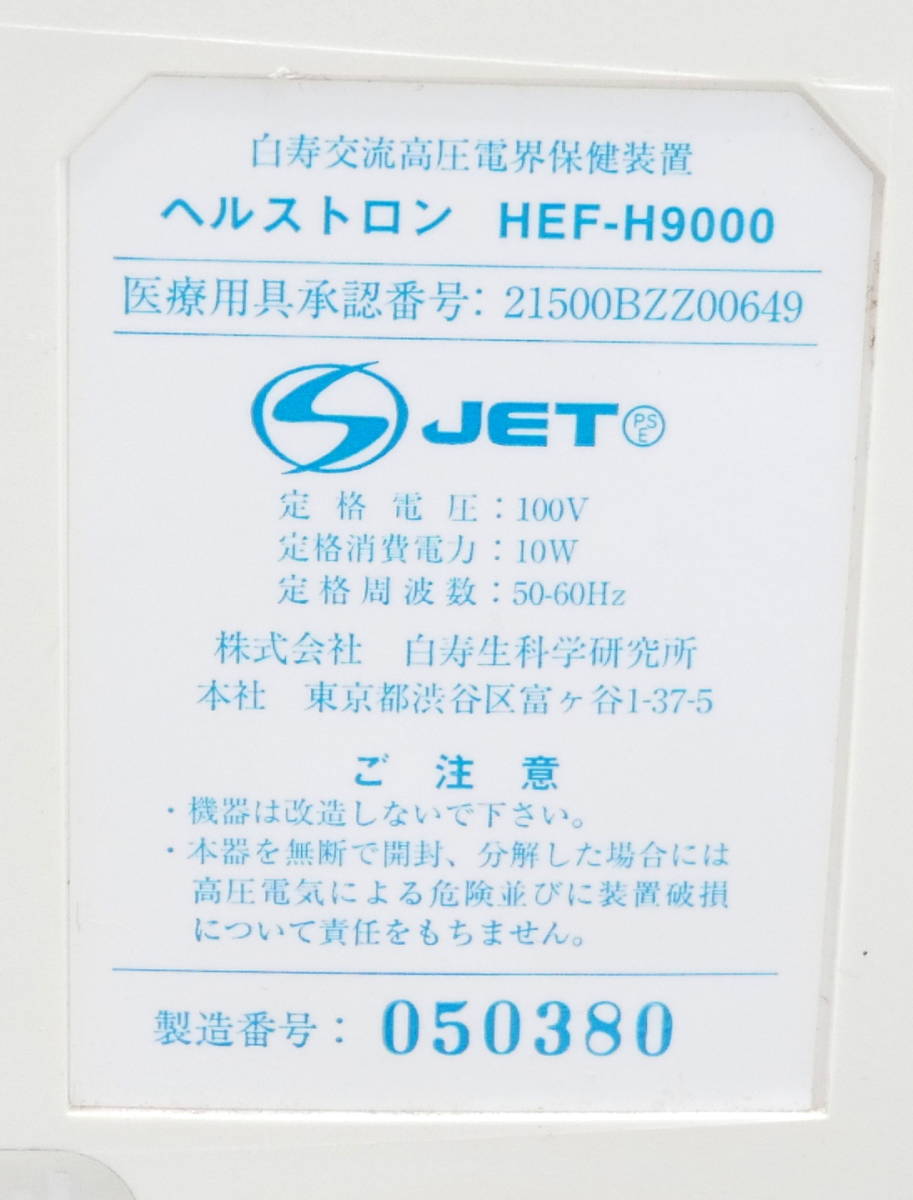 白寿交流高圧電界保健装置
ヘルストロン HEF-H9000
医療用具承認番号：21500BZZ00649
JET PSE
定格電圧：100V
定格消費電力：10W
定格周波数：50-60Hz
株式会社 白寿生科学研究所
本社 東京都渋谷区富ヶ谷1-37-5
ご注意
・機器は改造しないで下さい。
・本器を無断で開封、分解した場合には
高圧電気による危険並びに装置破損
について責任をもちません。
製造番号：050380